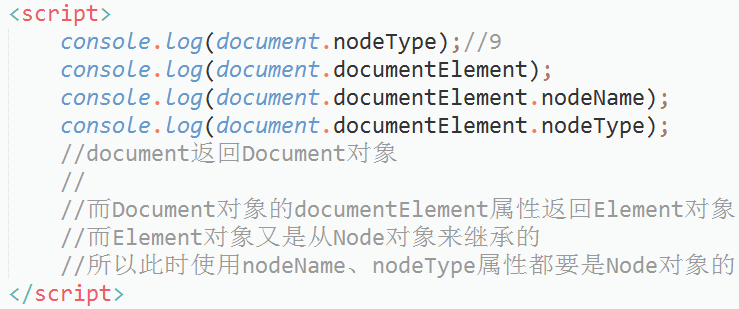 <script>
console.log(document.nodeType);//9
console.log(document.documentElement);
console.log(document.documentElement.nodeName);
console.log(document.documentElement.nodeType);
//document返回Document对象
//
//而Document对象的documentElement属性返回Element对象
//而Element对象又是从Node对象来继承的
//所以此时使用nodeName、nodeType属性都要是Node对象的
</script>